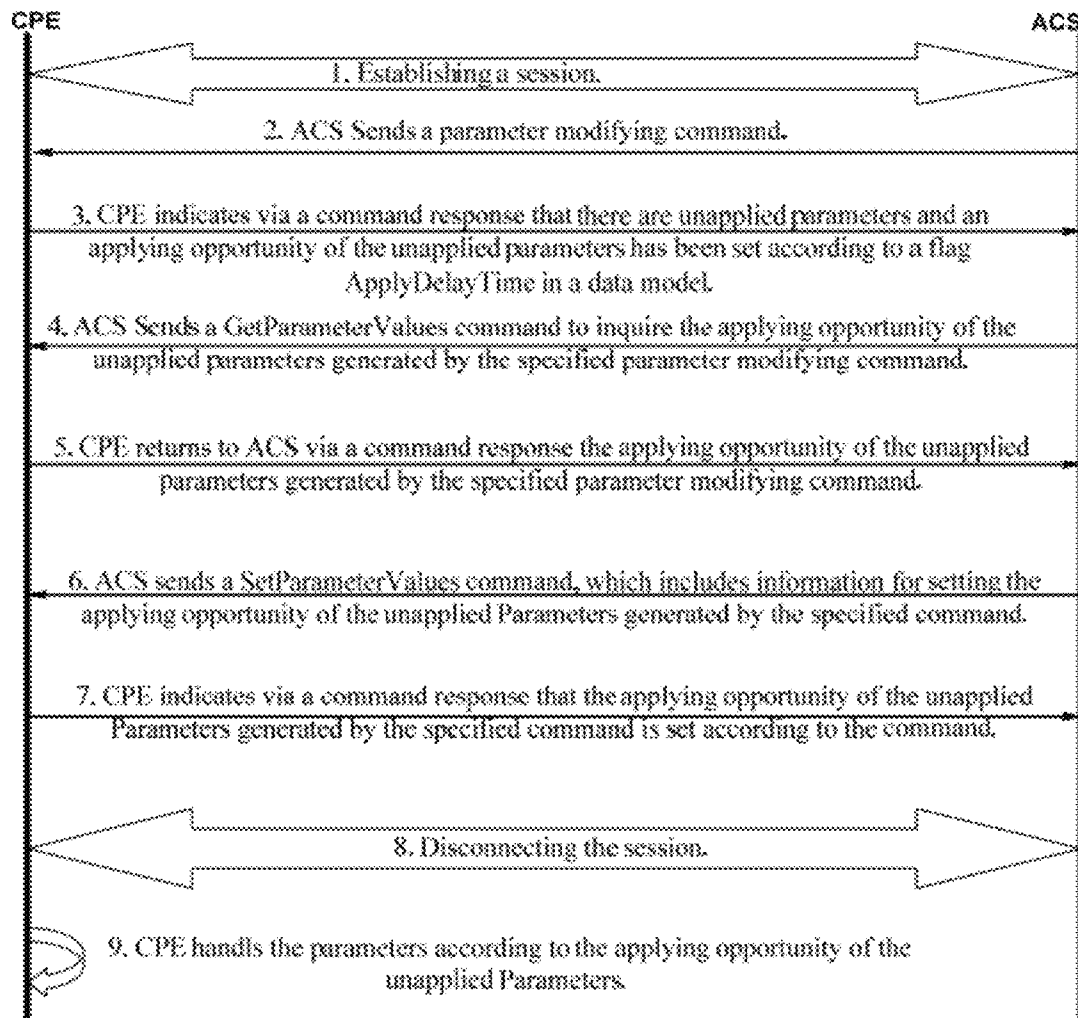 CPE
ACS
1. Establishing a session.
2. ACS Sends a parameter modifying command.
3. CPE indicates via a command response that there are unapplied parameters and an
applying opportunity of the unapplied parameters has been set according to a flag
ApplyDelayTime in a data model.
4. ACS Sends a GetParameterValues command to inquire the applying opportunity of the
unapplied parameters generated by the specified parameter modifying command.
5. CPE returns to ACS via a command response the applying opportunity of the unapplied
parameters generated by the specified parameter modifying command.
6. ACS sends a SetParameterValues command, which includes information for setting the
applying opportunity of the unapplied Parameters generated by the specified command.
7. CPE indicates via a command response that the applying opportunity of the unapplied
Parameters generated by the specified command is set according to the command.
8. Disconnecting the session.
9. CPE handls the parameters according to the applying opportunity of the
unapplied Parameters.